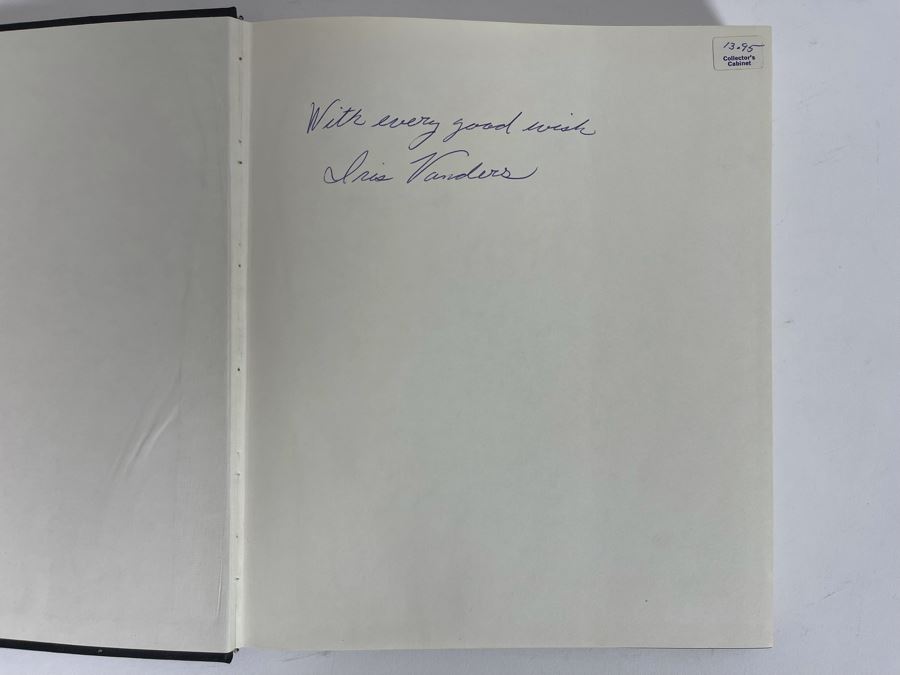 13.95
Collector's
Cabinet
With every good wish
Iris Vanders